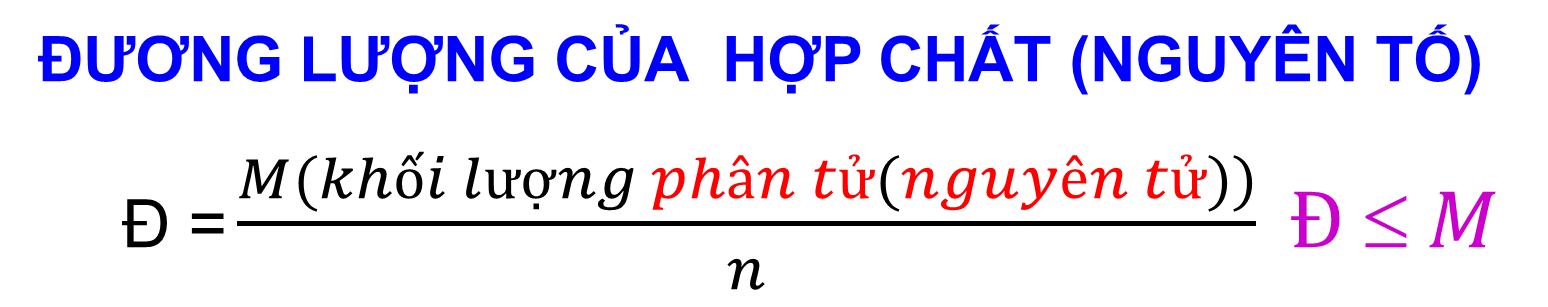 ĐƯƠNG LƯỢNG CỦA HỢP CHẤT (NGUYÊN TỐ)
Đ = M(khối lượng phân tử(nguyên tử)) / n Đ ≤ M